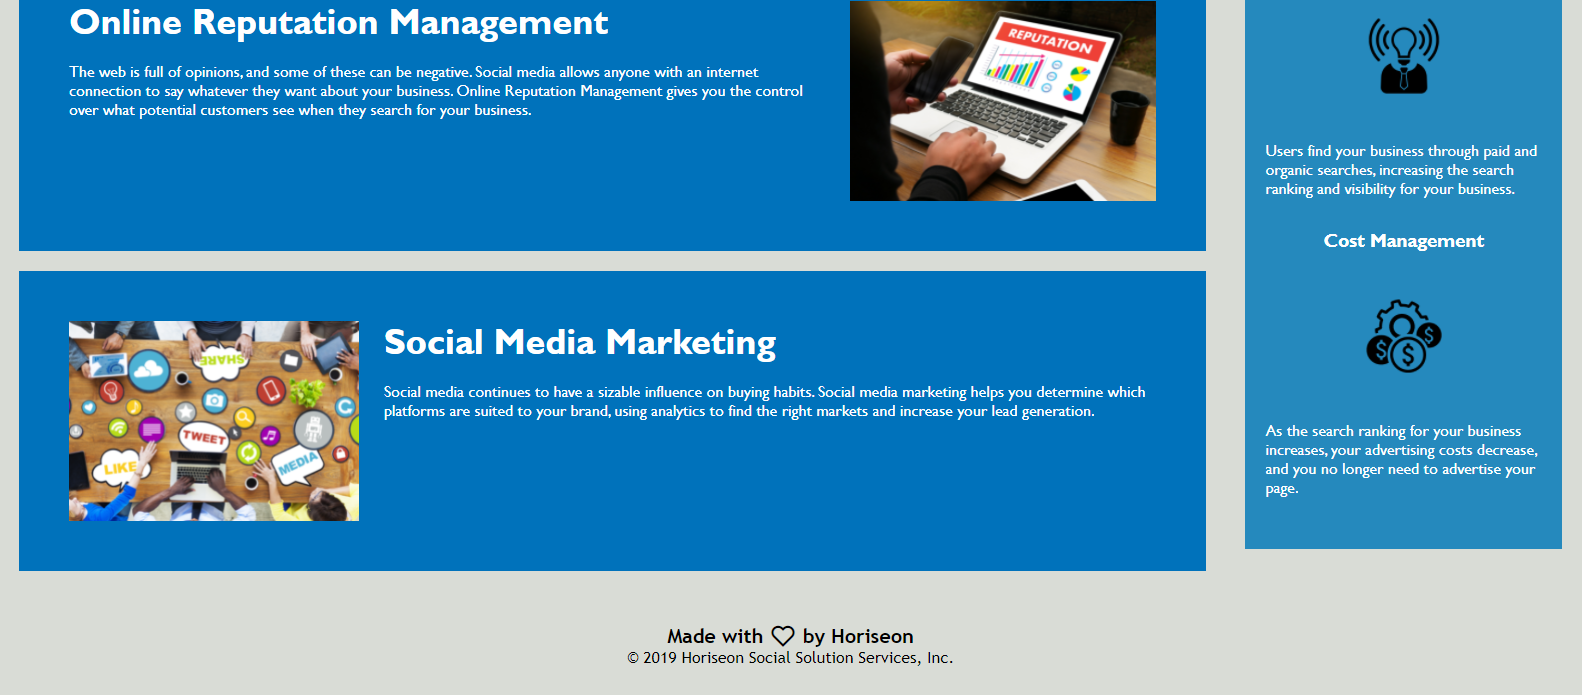 Online Reputation Management
The web is full of opinions, and some of these can be negative. Social media allows anyone with an internet
connection to say whatever they want about your business. Online Reputation Management gives you the control
over what potential customers see when they search for your business.
REPUTATION
Social Media Marketing
Social media continues to have a sizable influence on buying habits. Social media marketing helps you determine which
platforms are suited to your brand, using analytics to find the right markets and increase your lead generation.
SHARE
TWEET
LIKE
MEDIA
Users find your business through paid and
organic searches, increasing the search
ranking and visibility for your business.
Cost Management
$
$
$
As the search ranking for your business
increases, your advertising costs decrease,
and you no longer need to advertise your
page.
Made with ♡ by Horiseon
© 2019 Horiseon Social Solution Services, Inc.